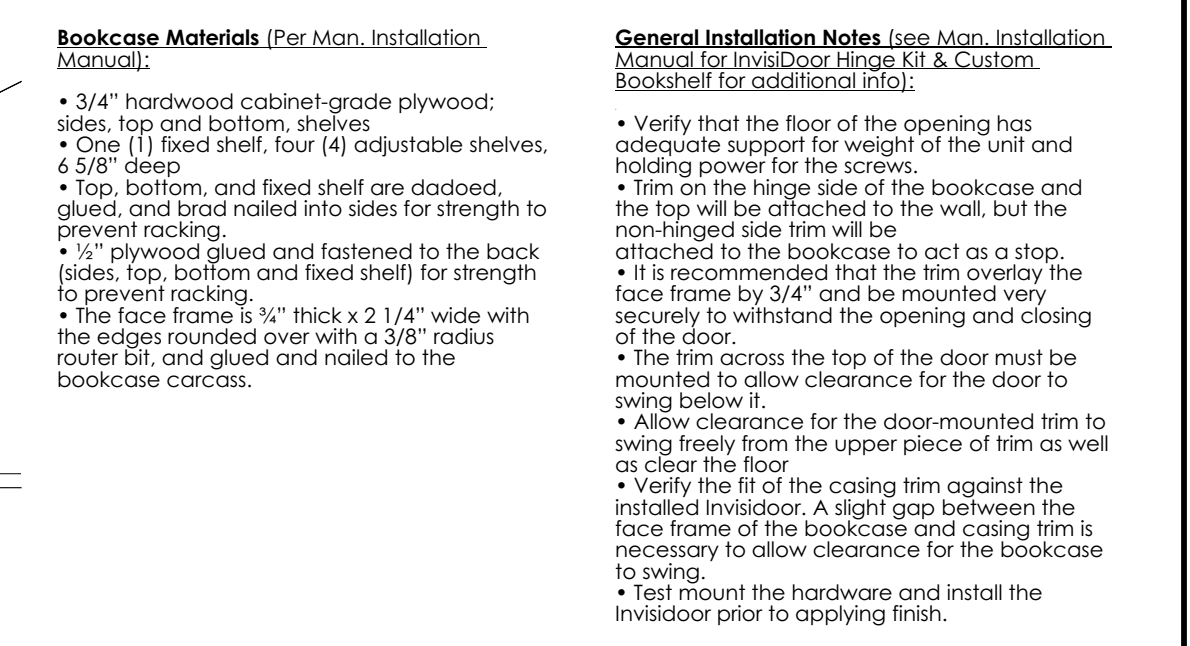 Bookcase Materials (Per Man. Installation
Manual):
• 3/4” hardwood cabinet-grade plywood;
sides, top and bottom, shelves
• One (1) fixed shelf, four (4) adjustable shelves,
6 5/8” deep
• Top, bottom, and fixed shelf are dadoed,
glued, and brad nailed into sides for strength to
prevent racking.
• ½” plywood glued and fastened to the back
(sides, top, bottom and fixed shelf) for strength
to prevent racking.
• The face frame is ¾” thick x 2 1/4” wide with
the edges rounded over with a 3/8” radius
router bit, and glued and nailed to the
bookcase carcass.
General Installation Notes (see Man. Installation
Manual for InvisiDoor Hinge Kit & Custom
Bookshelf for additional info):
• Verify that the floor of the opening has
adequate support for weight of the unit and
holding power for the screws.
• Trim on the hinge side of the bookcase and
the top will be attached to the wall, but the
non-hinged side trim will be
attached to the bookcase to act as a stop.
• It is recommended that the trim overlay the
face frame by 3/4” and be mounted very
securely to withstand the opening and closing
of the door.
• The trim across the top of the door must be
mounted to allow clearance for the door to
swing below it.
• Allow clearance for the door-mounted trim to
swing freely from the upper piece of trim as well
as clear the floor
• Verify the fit of the casing trim against the
installed Invisidoor. A slight gap between the
face frame of the bookcase and casing trim is
necessary to allow clearance for the bookcase
to swing.
• Test mount the hardware and install the
Invisidoor prior to applying finish.